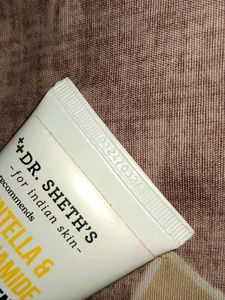 DR. SHETH'S
-for indian skin-
recommends
NTELLA &
AMIDE